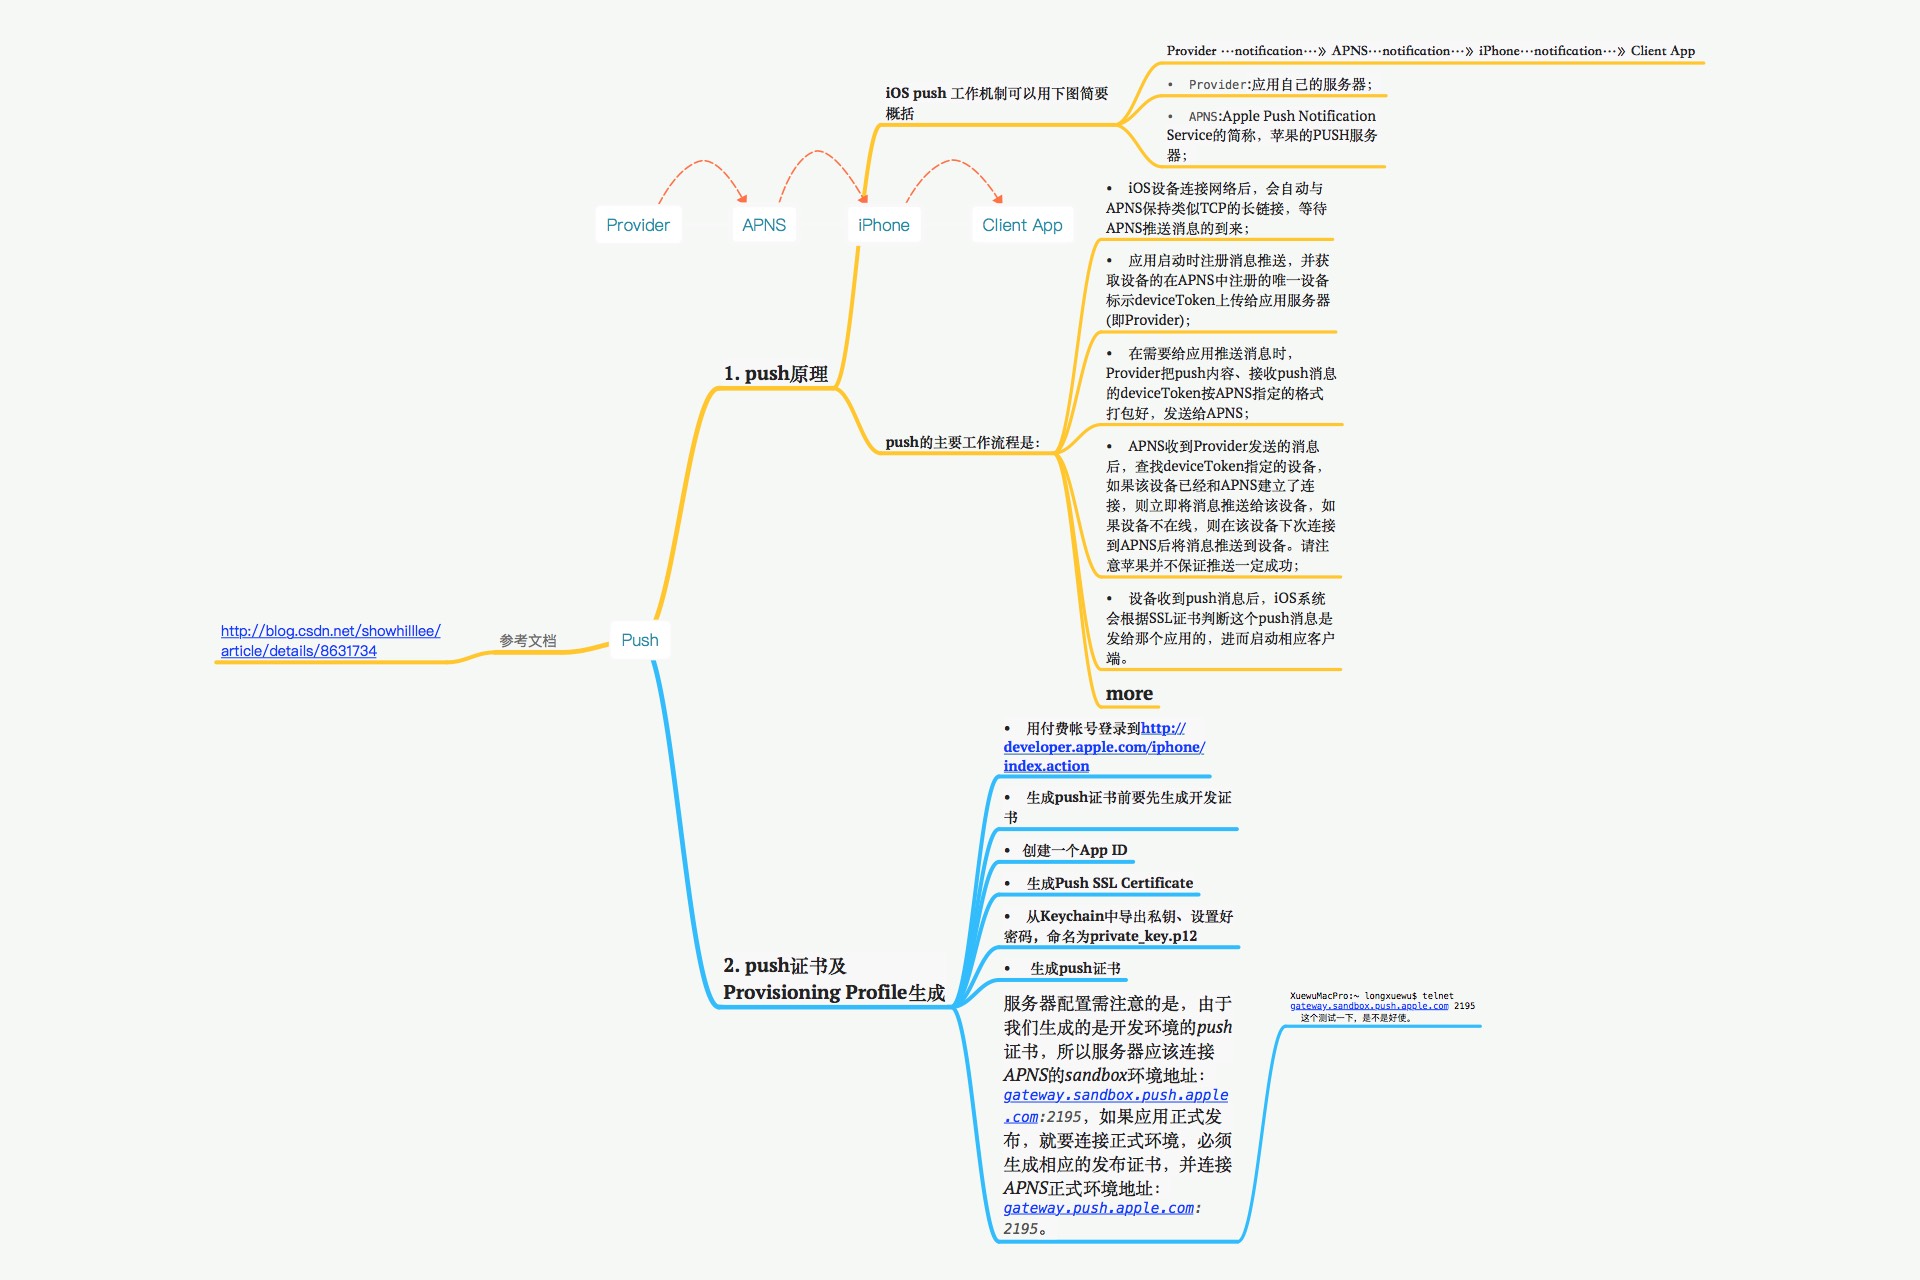 Provider ···notification···» APNS···notification···» iPhone···notification···» Client App
• Provider:应用自己的服务器；
• APNS:Apple Push Notification
Service的简称，苹果的PUSH服务
器；
iOS push 工作机制可以用下图简要
概括
Provider
APNS
iPhone
Client App
1. push原理
push的主要工作流程是：
• iOS设备连接网络后，会自动与
APNS保持类似TCP的长链接，等待
APNS推送消息的到来；
• 应用启动时注册消息推送，并获
取设备的在APNS中注册的唯一设备
标示deviceToken上传给应用服务器
(即Provider)；
• 在需要给应用推送消息时，
Provider把push内容、接收push消息
的deviceToken按APNS指定的格式
打包好，发送给APNS；
• APNS收到Provider发送的消息
后，查找deviceToken指定的设备，
如果该设备已经和APNS建立了连
接，则立即将消息推送给该设备，如
果设备不在线，则在该设备下次连接
到APNS后将消息推送到设备。请注
意苹果并不保证推送一定成功；
• 设备收到push消息后，iOS系统
会根据SSL证书判断这个push消息是
发给那个应用的，进而启动相应客户
端。
more
http://blog.csdn.net/showhilllee/
article/details/8631734
参考文档
Push
2. push证书及
Provisioning Profile生成
• 用付费帐号登录到http://
developer.apple.com/iphone/
index.action
• 生成push证书前要先生成开发证
书
• 创建一个App ID
• 生成Push SSL Certificate
• 从Keychain中导出私钥、设置好
密码，命名为private_key.p12
• 生成push证书
服务器配置需注意的是，由于
我们生成的是开发环境的push
证书，所以服务器应该连接
APNS的sandbox环境地址：
gateway.sandbox.push.apple
.com:2195，如果应用正式发
布，就要连接正式环境，必须
生成相应的发布证书，并连接
APNS正式环境地址：
gateway.push.apple.com:
2195。
XuewuMacPro:~ longxuewu$ telnet
gateway.sandbox.push.apple.com 2195
这个测试一下，是不是好使。